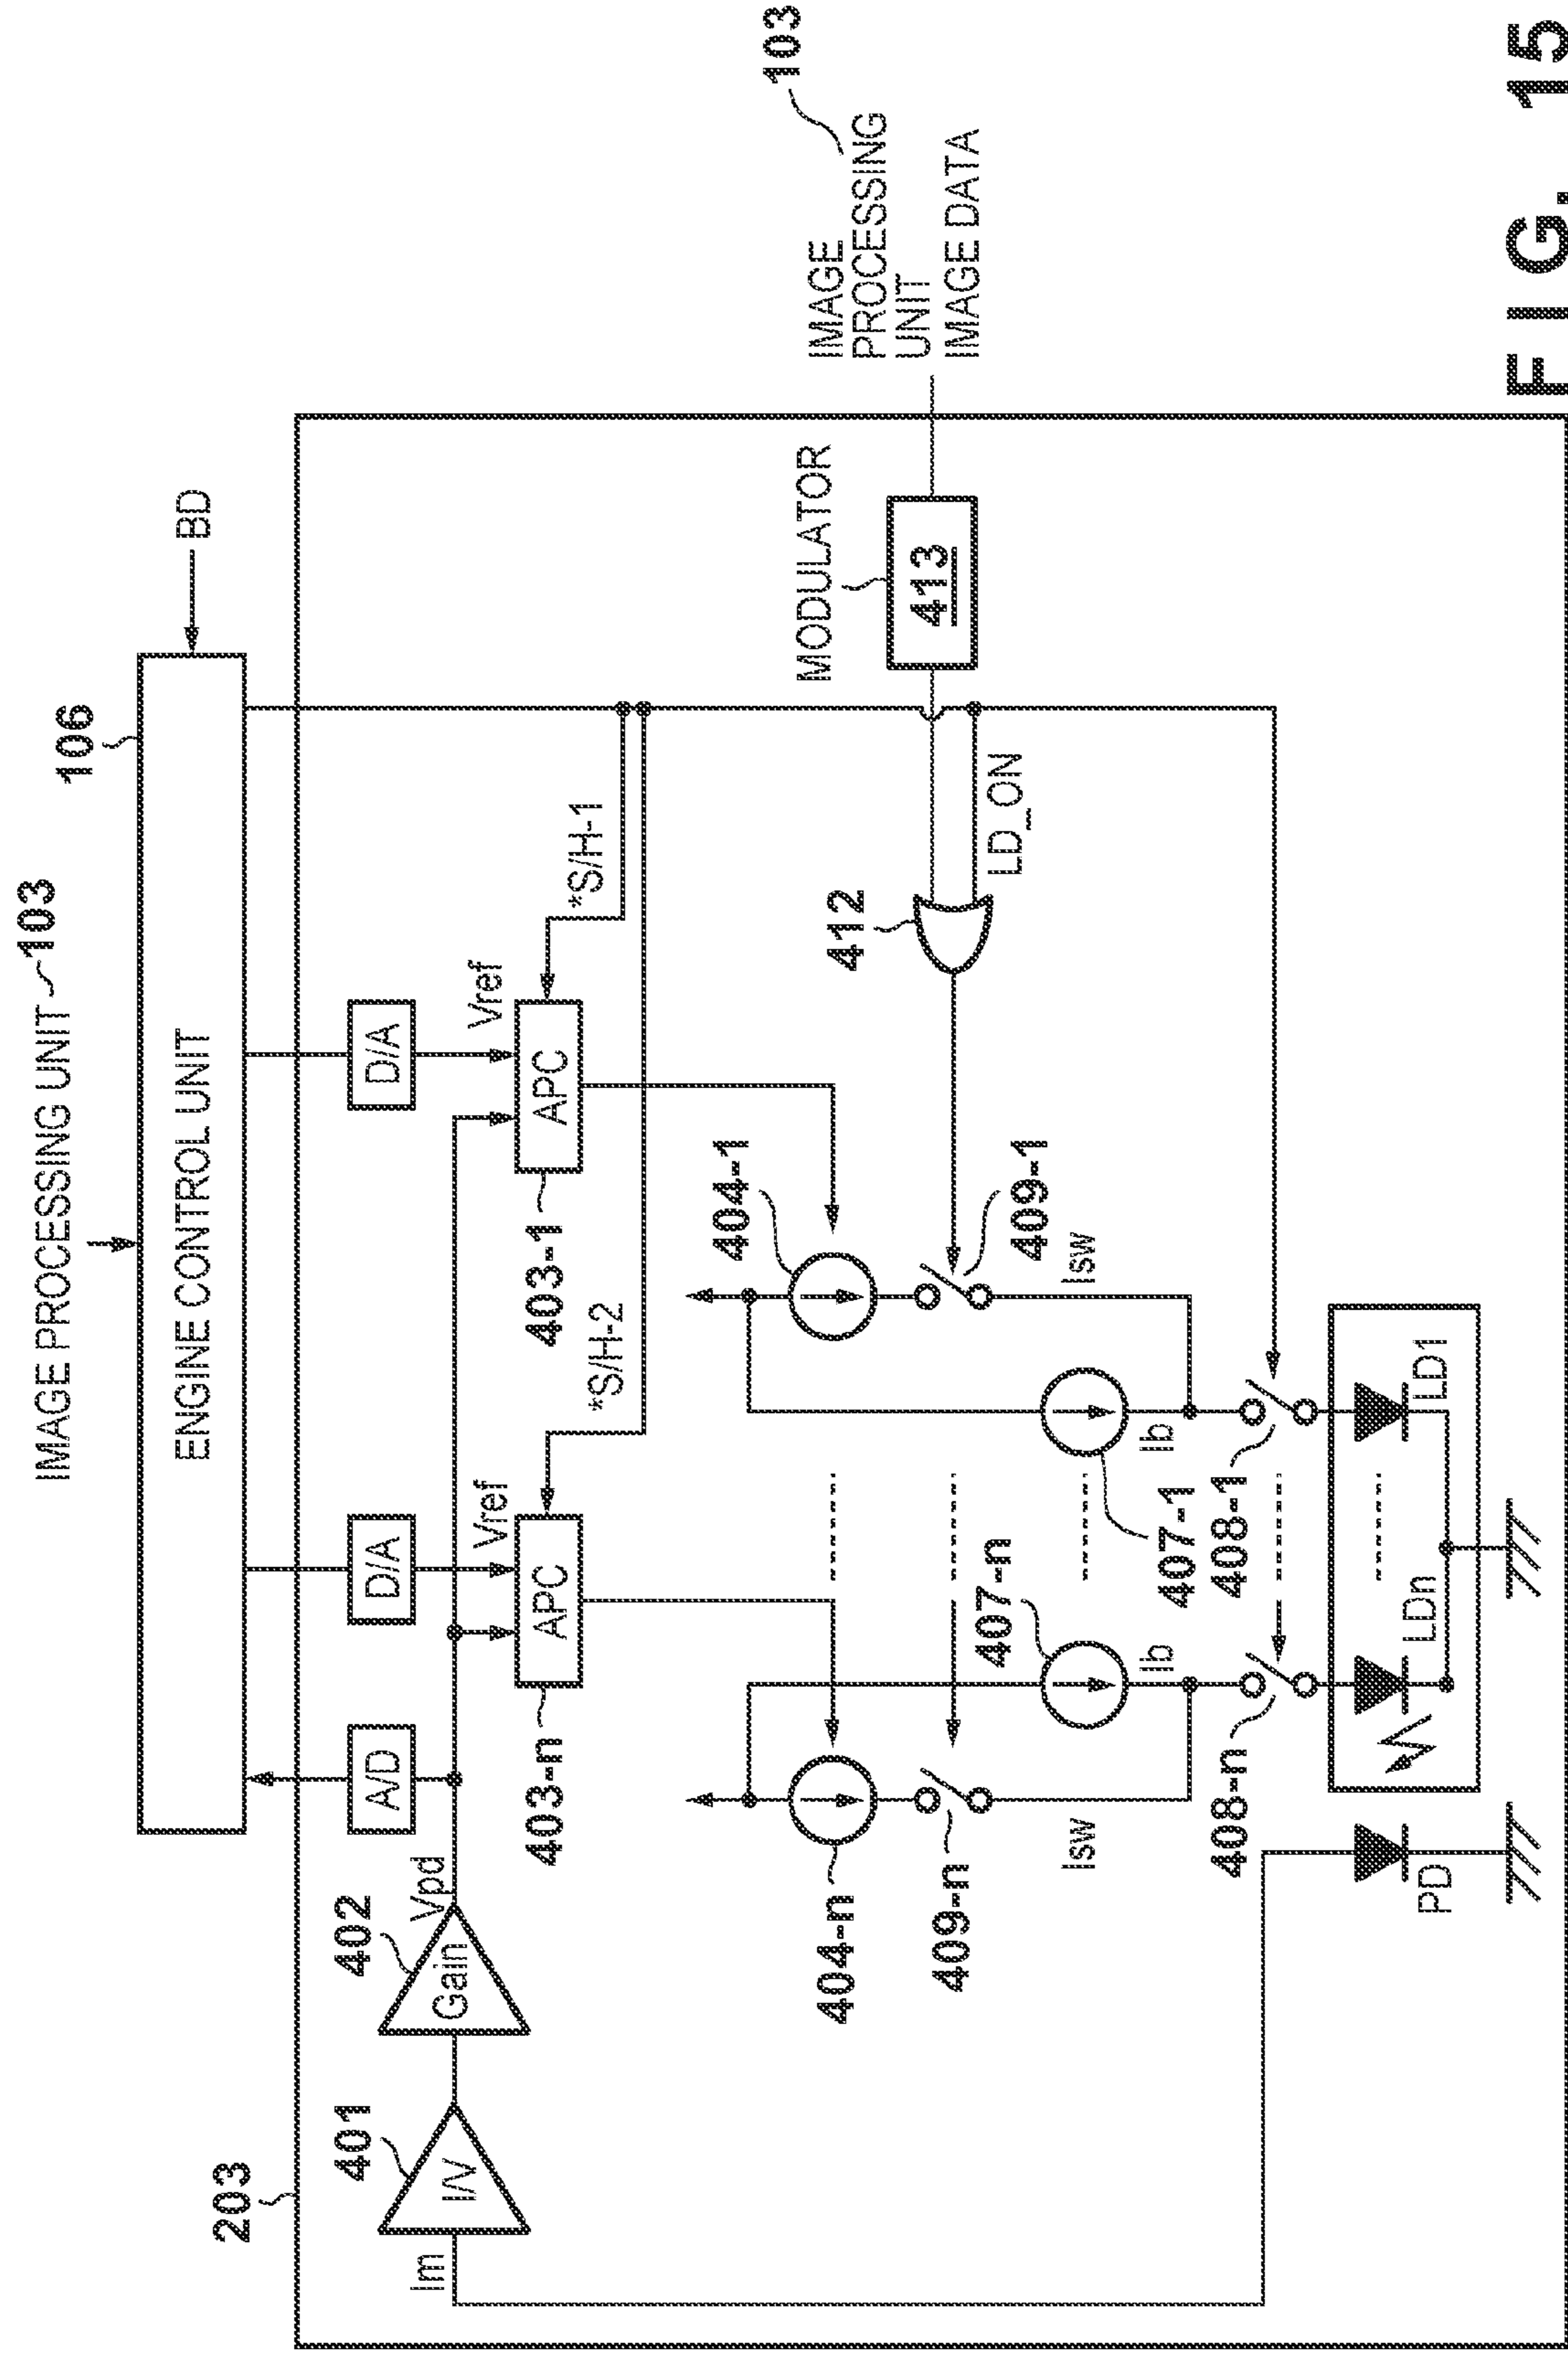 IMAGE PROCESSING UNIT 103
106
ENGINE CONTROL UNIT
BD
203
401
402
I/V
Gain
Im
Vpd
A/D
D/A
D/A
Vref
Vref
APC
APC
403-n
403-1
*S/H-2
*S/H-1
404-n
404-1
409-n
409-1
Isw
Isw
407-n
407-1
Ib
Ib
408-n
408-1
412
LD_ON
MODULATOR
413
103
IMAGE
PROCESSING
UNIT
IMAGE DATA
PD
LDn
LD1
FIG. 15